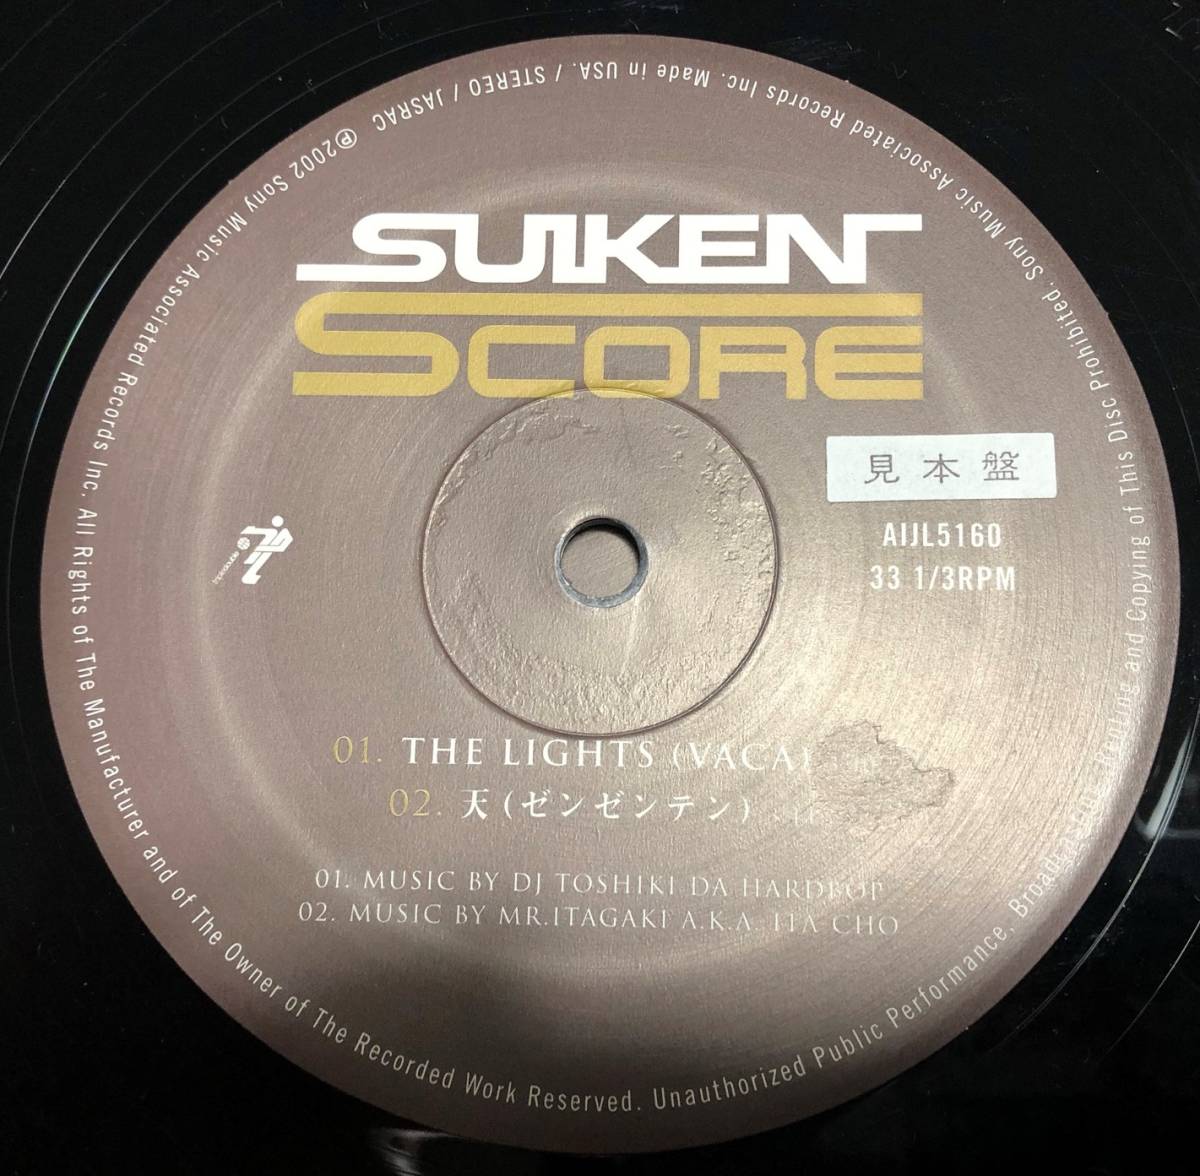 SUIKEN
SCORE
見本盤
AIJL5160
33 1/3RPM
01. THE LIGHTS (VACA)
02. 天 (ゼンゼンテン)
01. MUSIC BY DJ TOSHIKI DA HARDBOP
02. MUSIC BY MR.ITAGAKI A.K.A. ITA CHO
℗2002 Sony Music Associated Records Inc. All Rights of The Manufacturer and of The Owner of The Recorded Work Reserved. Unauthorized Public Performance, Broadcasting, Renting and Copying of This Disc Prohibited. Sony Music Associated Records Inc. Made in USA. / STEREO / JASRAC